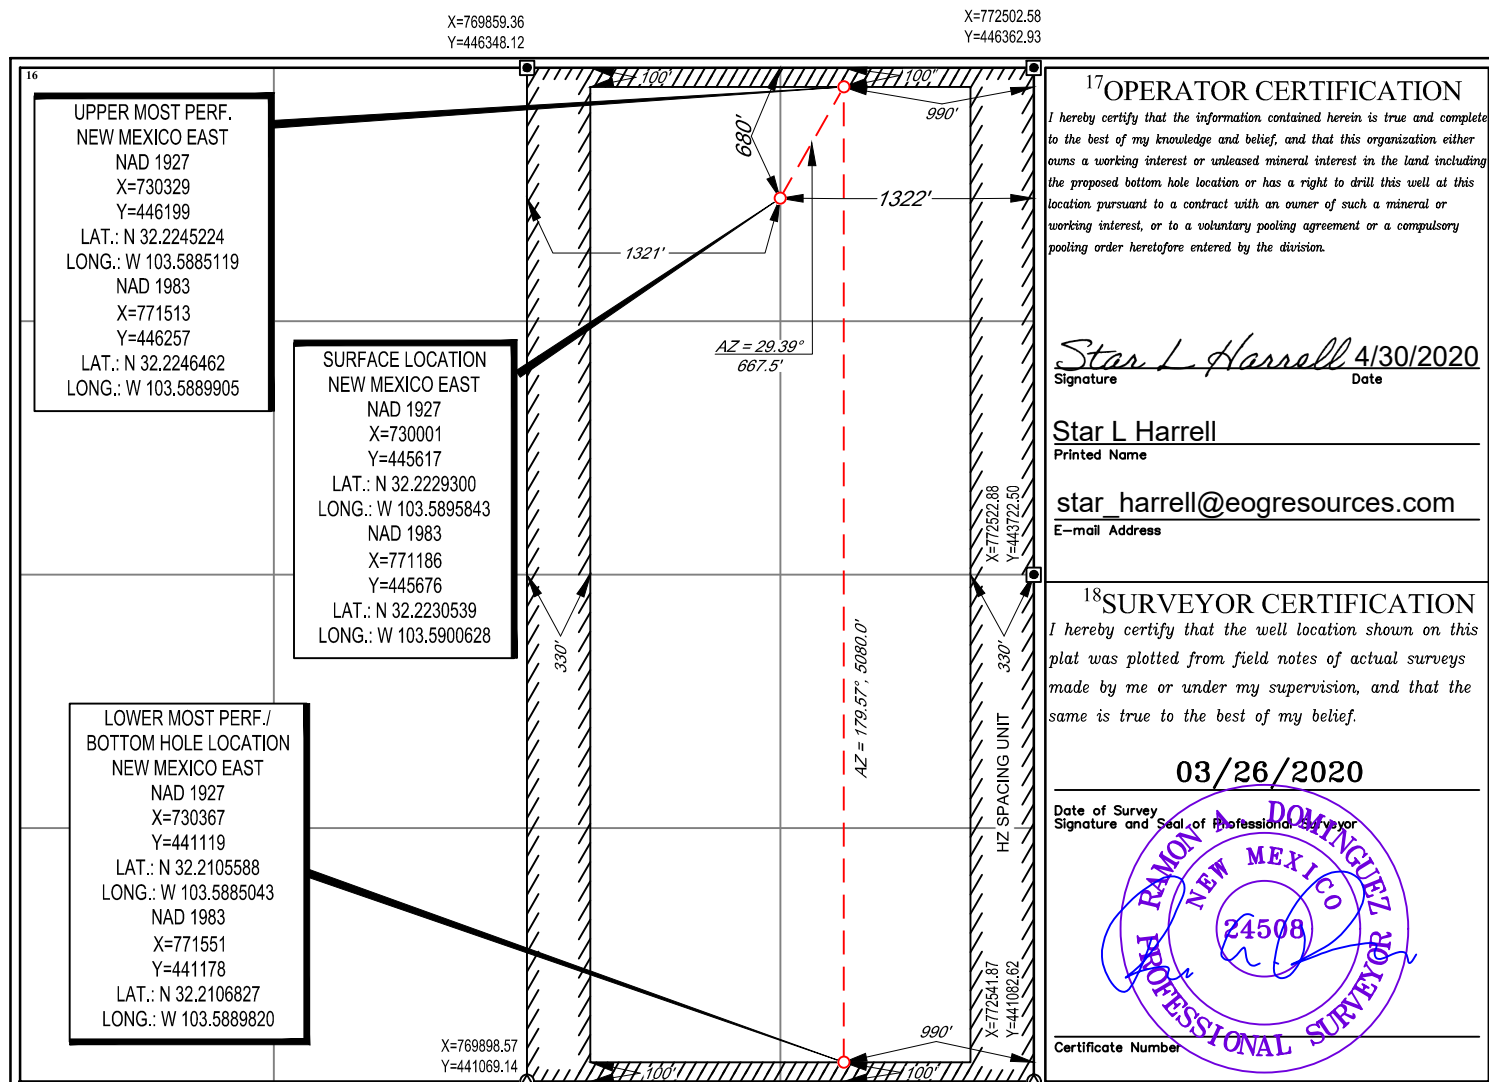 X=769859.36
Y=446348.12
X=772502.58
Y=446362.93
16
UPPER MOST PERF.
NEW MEXICO EAST
NAD 1927
X=730329
Y=446199
LAT.: N 32.2245224
LONG.: W 103.5885119
NAD 1983
X=771513
Y=446257
LAT.: N 32.2246462
LONG.: W 103.5889905
SURFACE LOCATION
NEW MEXICO EAST
NAD 1927
X=730001
Y=445617
LAT.: N 32.2229300
LONG.: W 103.5895843
NAD 1983
X=771186
Y=445676
LAT.: N 32.2230539
LONG.: W 103.5900628
LOWER MOST PERF./
BOTTOM HOLE LOCATION
NEW MEXICO EAST
NAD 1927
X=730367
Y=441119
LAT.: N 32.2105588
LONG.: W 103.5885043
NAD 1983
X=771551
Y=441178
LAT.: N 32.2106827
LONG.: W 103.5889820
100'
100"
990'
680'
1322'
1321'
AZ = 29.39°
667.5'
X=772522.88
Y=443722.50
330'
330'
AZ = 179.57°, 5080.0'
HZ SPACING UNIT
X=772541.87
Y=441082.62
990'
X=769898.57
Y=441069.14
100'
100'
17OPERATOR CERTIFICATION
I hereby certify that the information contained herein is true and complete
to the best of my knowledge and belief, and that this organization either
owns a working interest or unleased mineral interest in the land including
the proposed bottom hole location or has a right to drill this well at this
location pursuant to a contract with an owner of such a mineral or
working interest, or to a voluntary pooling agreement or a compulsory
pooling order heretofore entered by the division.
Star L Harrell 4/30/2020
Signature Date
Star L Harrell
Printed Name
star_harrell@eogresources.com
E-mail Address
18SURVEYOR CERTIFICATION
I hereby certify that the well location shown on this
plat was plotted from field notes of actual surveys
made by me or under my supervision, and that the
same is true to the best of my belief.
03/26/2020
Date of Survey
Signature and Seal of Professional Surveyor
RAMON A. DOMINGUEZ
NEW MEXICO
24508
PROFESSIONAL SURVEYOR
Certificate Number